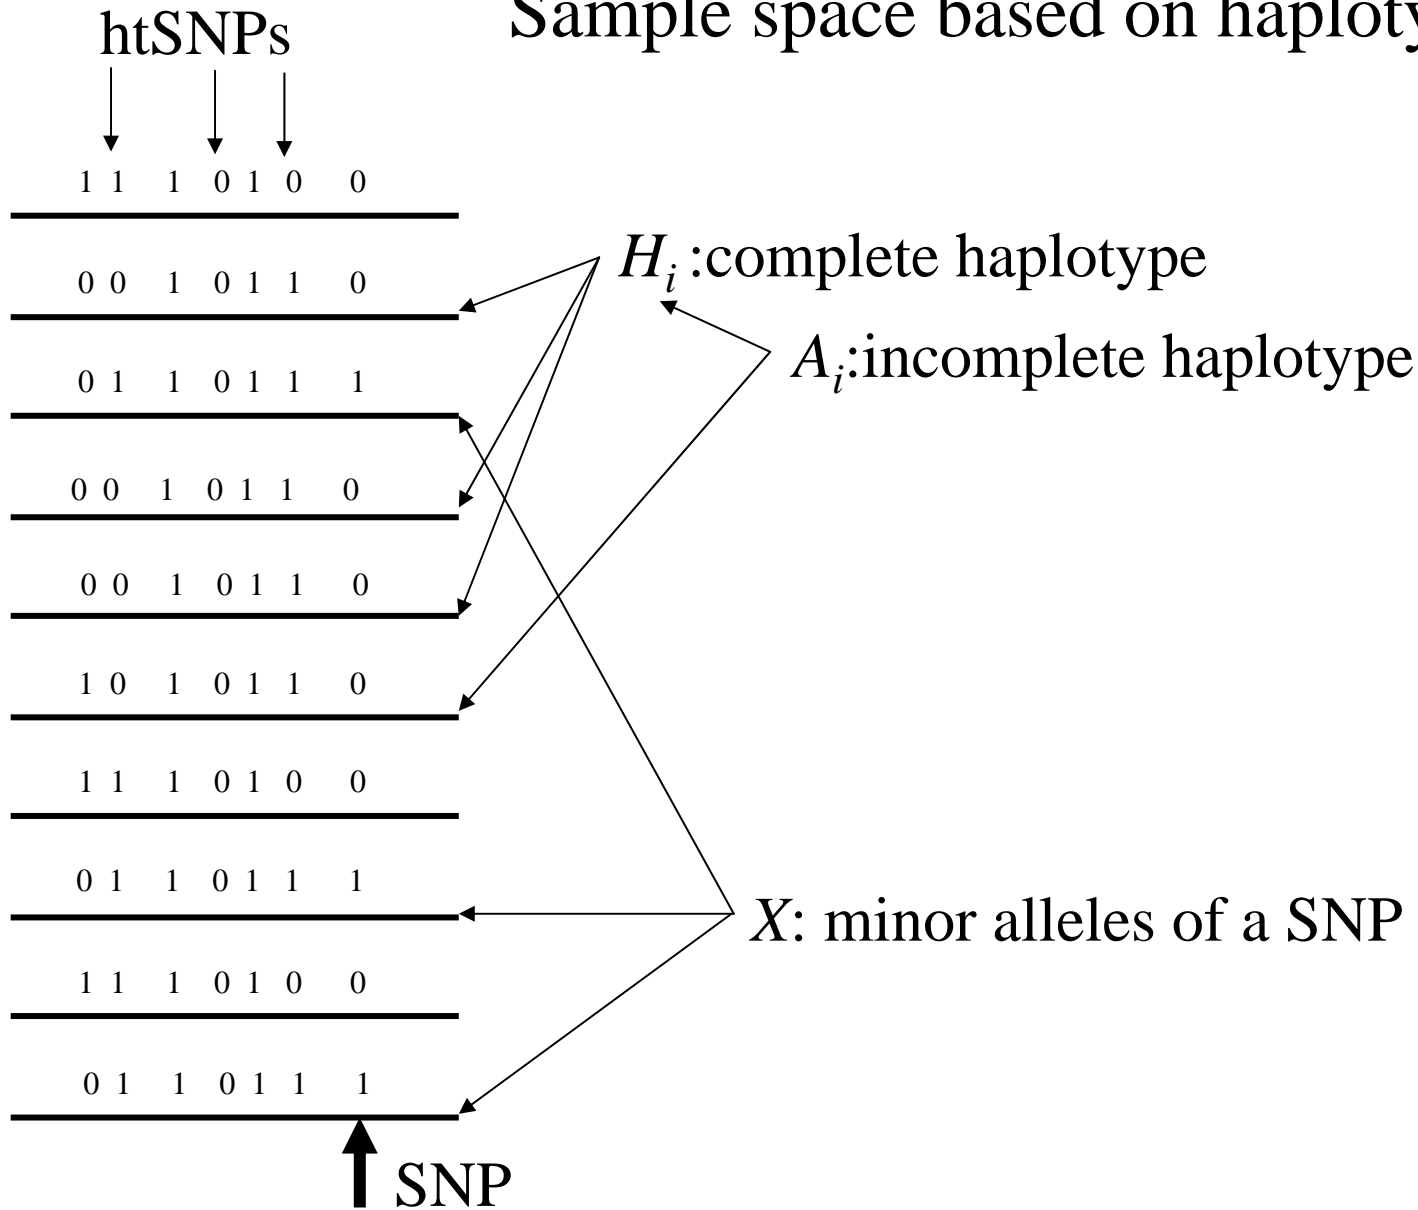 Sample space based on
htSNPs
1 1 1 0 1 0 0
0 0 1 0 1 1 0
H i :complete haplotype
A i :incomplete haplotype
0 1 1 0 1 1 1
0 0 1 0 1 1 0
0 0 1 0 1 1 0
1 0 1 0 1 1 0
1 1 1 0 1 0 0
0 1 1 0 1 1 1
X: minor alleles of a SNP
1 1 1 0 1 0 0
0 1 1 0 1 1 1
SNP